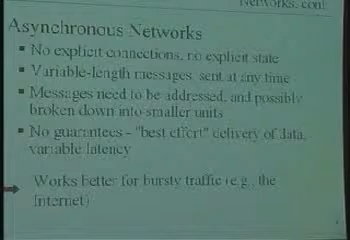 Networks, cont
Asynchronous Networks
▪ No explicit connections, no explicit state
▪ Variable-length messages, sent at any time
▪ Messages need to be addressed, and possibly
broken down into smaller units
▪ No guarantees - "best effort" delivery of data,
variable latency
Works better for bursty traffic (e.g., the
Internet)